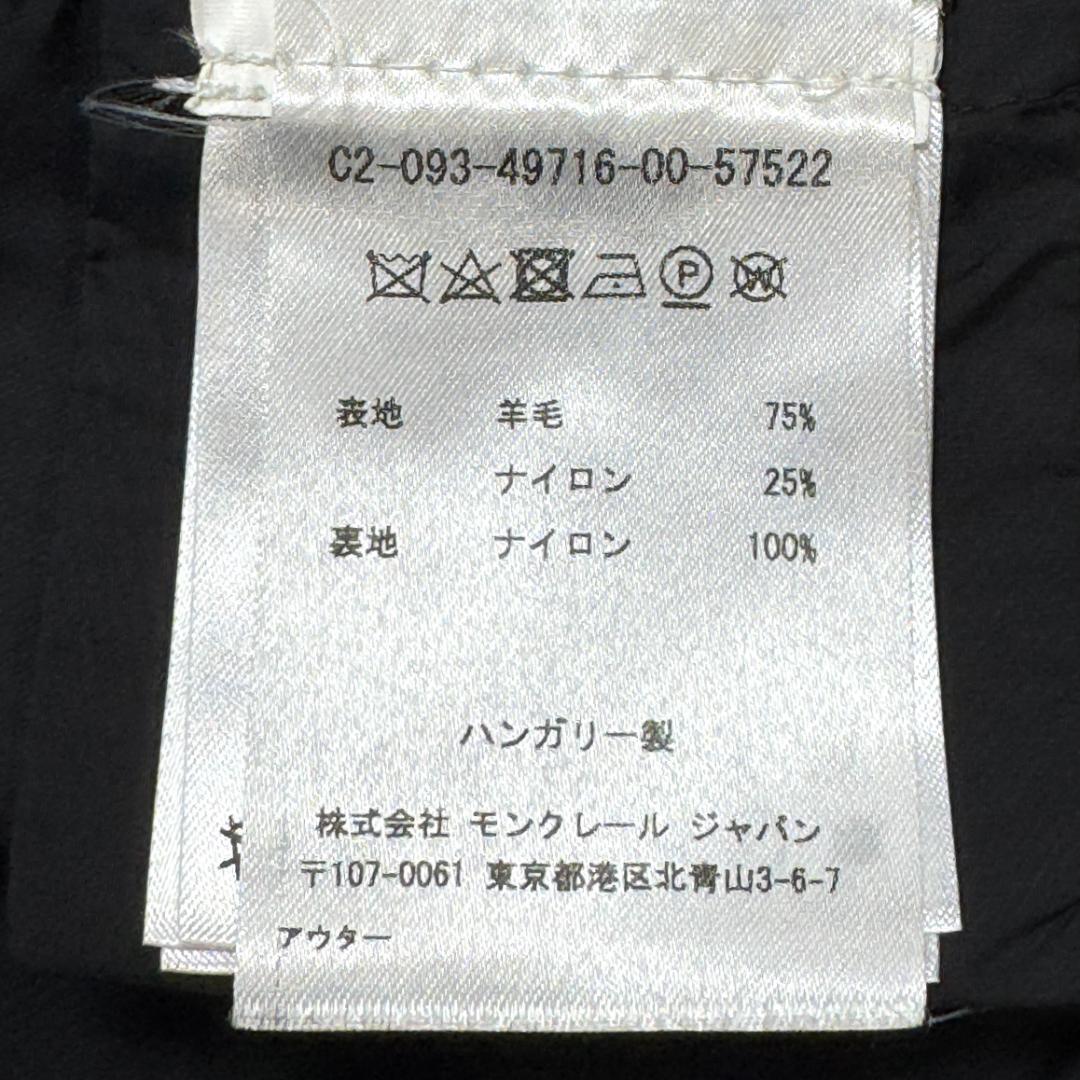 C2-093-49716-00-57522
P W
表地 羊毛 75%
ナイロン 25%
裏地 ナイロン 100%
ハンガリー製
株式会社 モンクレール ジャパン
〒107-0061 東京都港区北青山3-6-7
アウター